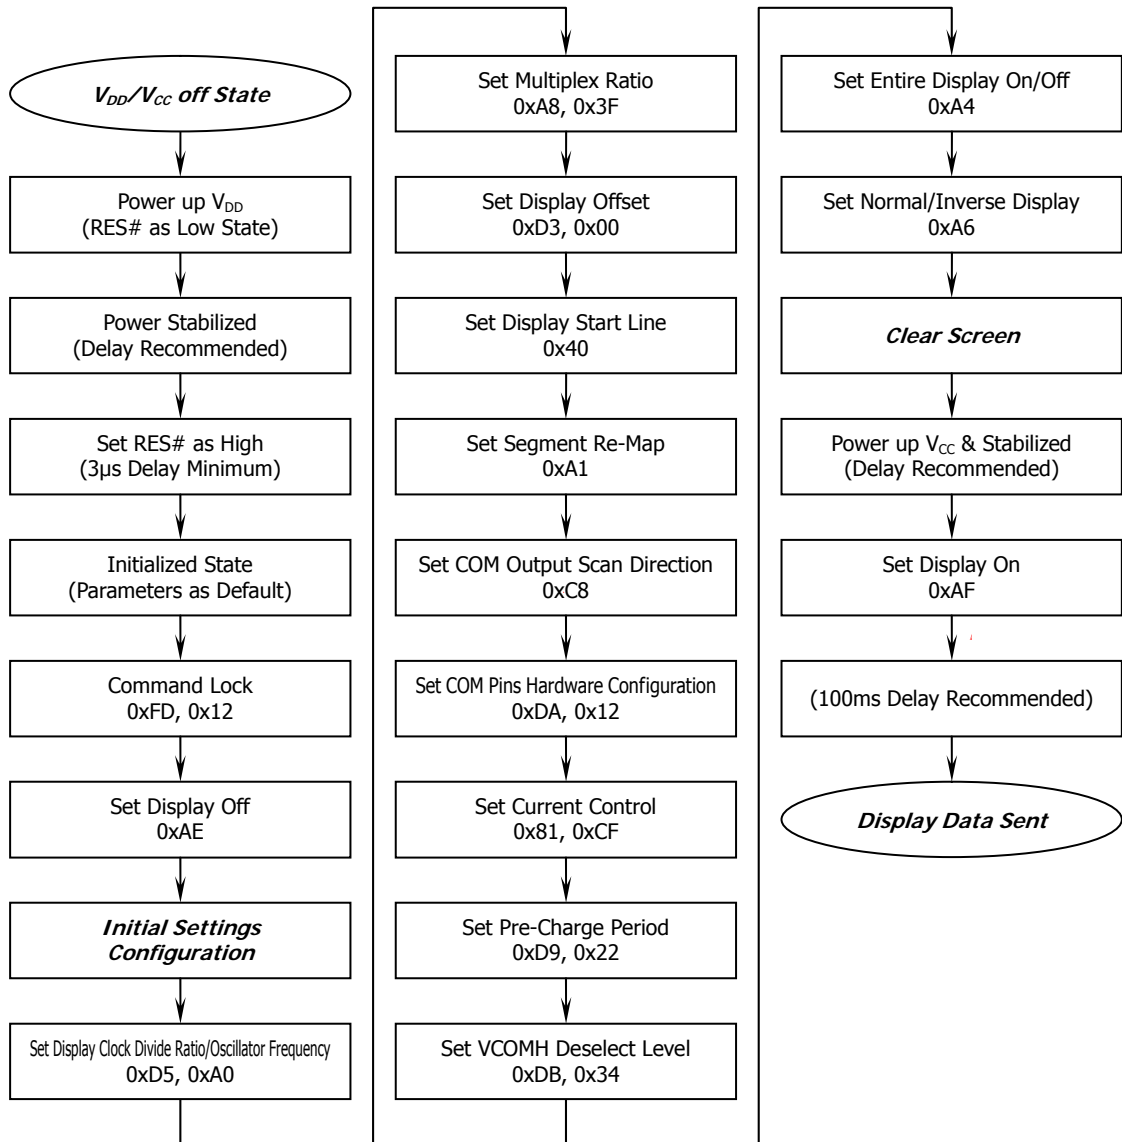 V_DD/V_CC off State
Power up V_DD
(RES# as Low State)
Power Stabilized
(Delay Recommended)
Set RES# as High
(3μs Delay Minimum)
Initialized State
(Parameters as Default)
Command Lock
0xFD, 0x12
Set Display Off
0xAE
Initial Settings
Configuration
Set Display Clock Divide Ratio/Oscillator Frequency
0xD5, 0xA0
Set Multiplex Ratio
0xA8, 0x3F
Set Display Offset
0xD3, 0x00
Set Display Start Line
0x40
Set Segment Re-Map
0xA1
Set COM Output Scan Direction
0xC8
Set COM Pins Hardware Configuration
0xDA, 0x12
Set Current Control
0x81, 0xCF
Set Pre-Charge Period
0xD9, 0x22
Set VCOMH Deselect Level
0xDB, 0x34
Set Entire Display On/Off
0xA4
Set Normal/Inverse Display
0xA6
Clear Screen
Power up V_CC & Stabilized
(Delay Recommended)
Set Display On
0xAF
(100ms Delay Recommended)
Display Data Sent